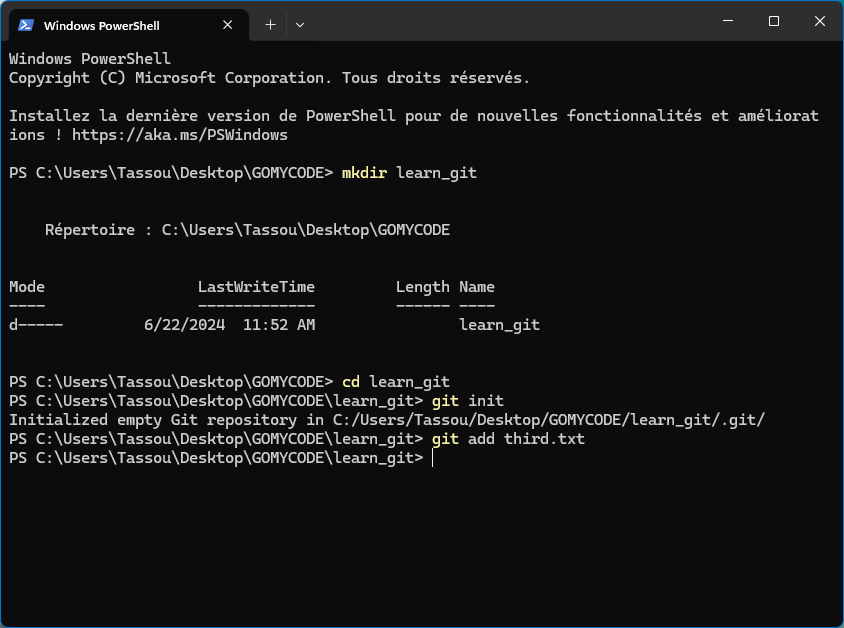 Windows PowerShell
Windows PowerShell
Copyright (C) Microsoft Corporation. Tous droits réservés.
Installez la dernière version de PowerShell pour de nouvelles fonctionnalités et améliorat
ions ! https://aka.ms/PSWindows
PS C:\Users\Tassou\Desktop\GOMYCODE> mkdir learn_git
Répertoire : C:\Users\Tassou\Desktop\GOMYCODE
Mode                 LastWriteTime         Length Name
----                 -------------         ------ ----
d-----         6/22/2024  11:52 AM                learn_git
PS C:\Users\Tassou\Desktop\GOMYCODE> cd learn_git
PS C:\Users\Tassou\Desktop\GOMYCODE\learn_git> git init
Initialized empty Git repository in C:/Users/Tassou/Desktop/GOMYCODE/learn_git/.git/
PS C:\Users\Tassou\Desktop\GOMYCODE\learn_git> git add third.txt
PS C:\Users\Tassou\Desktop\GOMYCODE\learn_git>